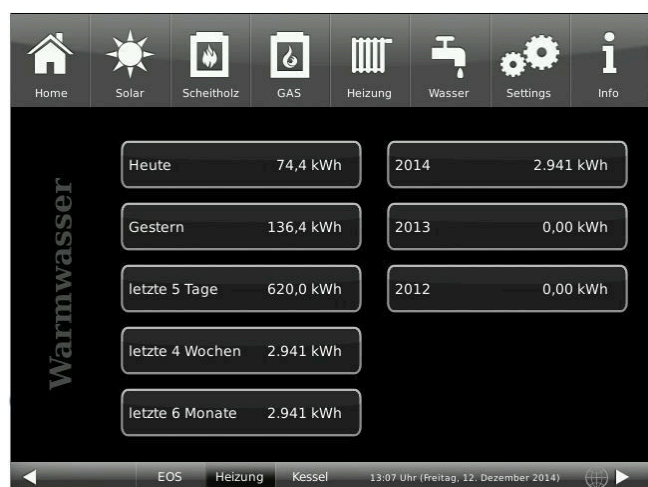 Home Solar Scheitholz GAS Heizung Wasser Settings Info
Warmwasser
Heute 74,4 kWh
Gestern 136,4 kWh
letzte 5 Tage 620,0 kWh
letzte 4 Wochen 2.941 kWh
letzte 6 Monate 2.941 kWh
2014 2.941 kWh
2013 0,00 kWh
2012 0,00 kWh
EOS Heizung Kessel 13:07 Uhr (Freitag, 12. Dezember 2014)